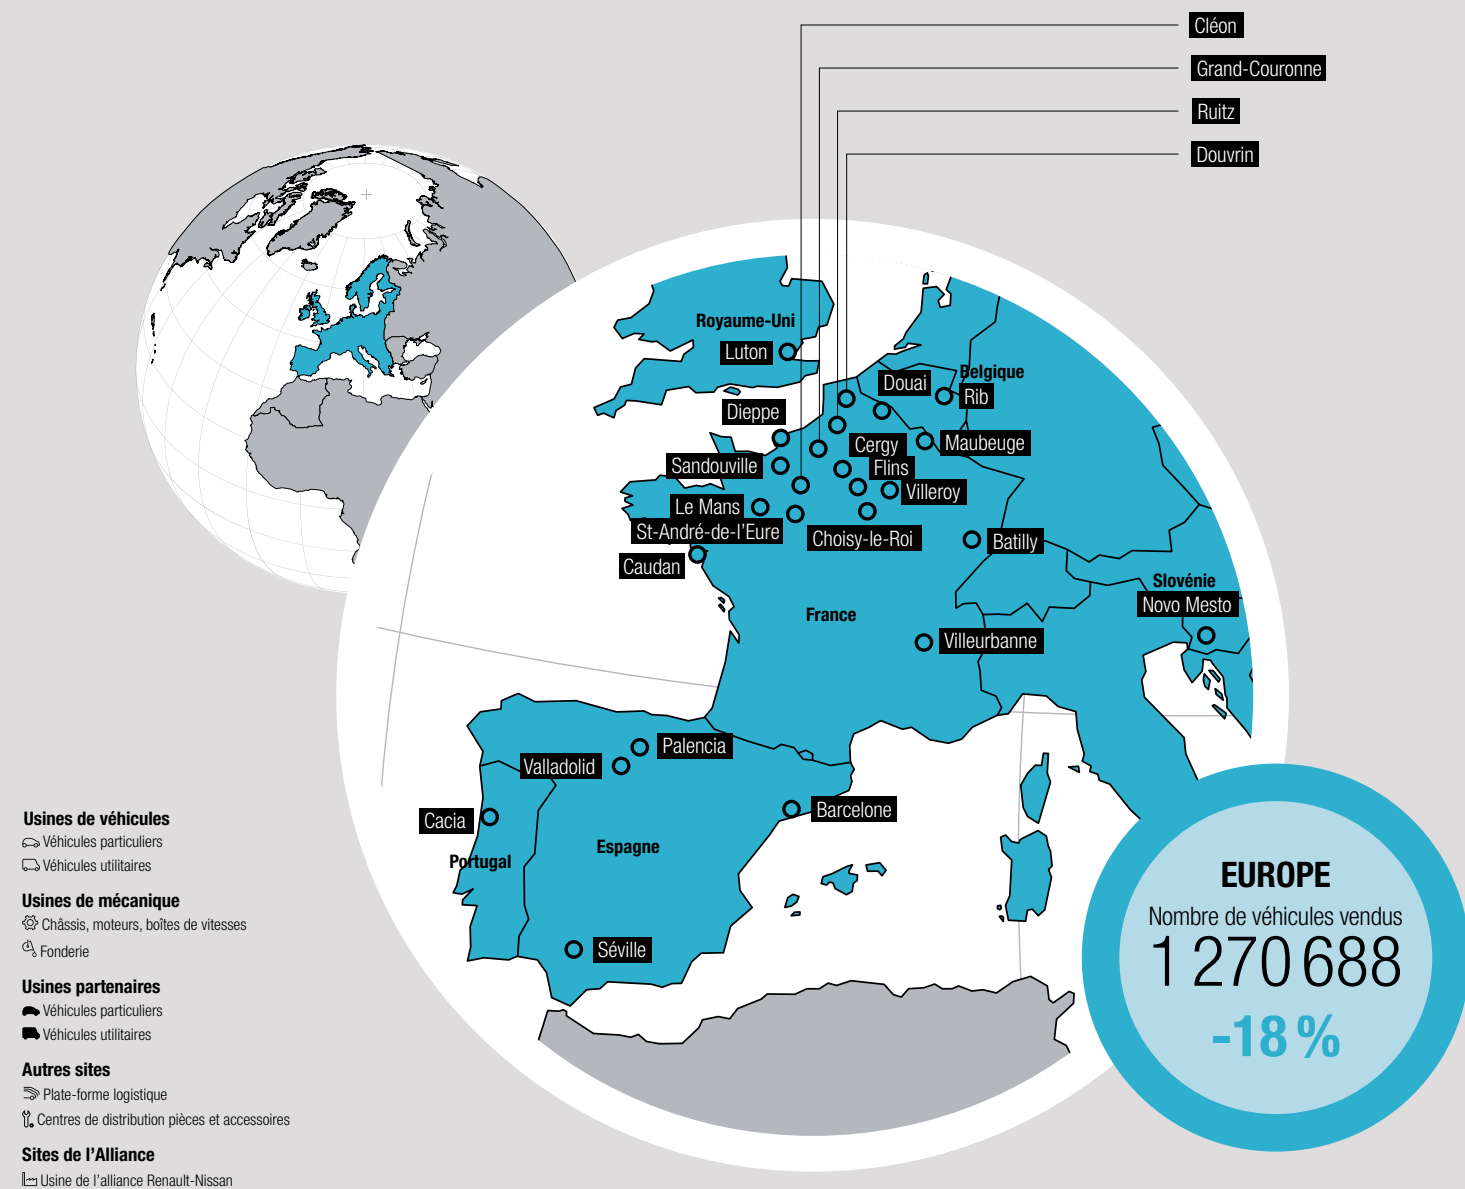 Cléon
Grand-Couronne
Ruitz
Douvrin
Royaume-Uni
Luton
Belgique
Douai
Rib
Dieppe
Cergy
Maubeuge
Sandouville
Flins
Villeroy
Le Mans
St-André-de-l'Eure
Choisy-le-Roi
Batilly
Caudan
Slovénie
Novo Mesto
France
Villeurbanne
Palencia
Valladolid
Barcelone
Cacia
Espagne
Portugal
Séville
Usines de véhicules
Véhicules particuliers
Véhicules utilitaires
Usines de mécanique
Châssis, moteurs, boîtes de vitesses
Fonderie
Usines partenaires
Véhicules particuliers
Véhicules utilitaires
Autres sites
Plate-forme logistique
Centres de distribution pièces et accessoires
Sites de l'Alliance
Usine de l'alliance Renault-Nissan
EUROPE
Nombre de véhicules vendus
1 270 688
-18 %